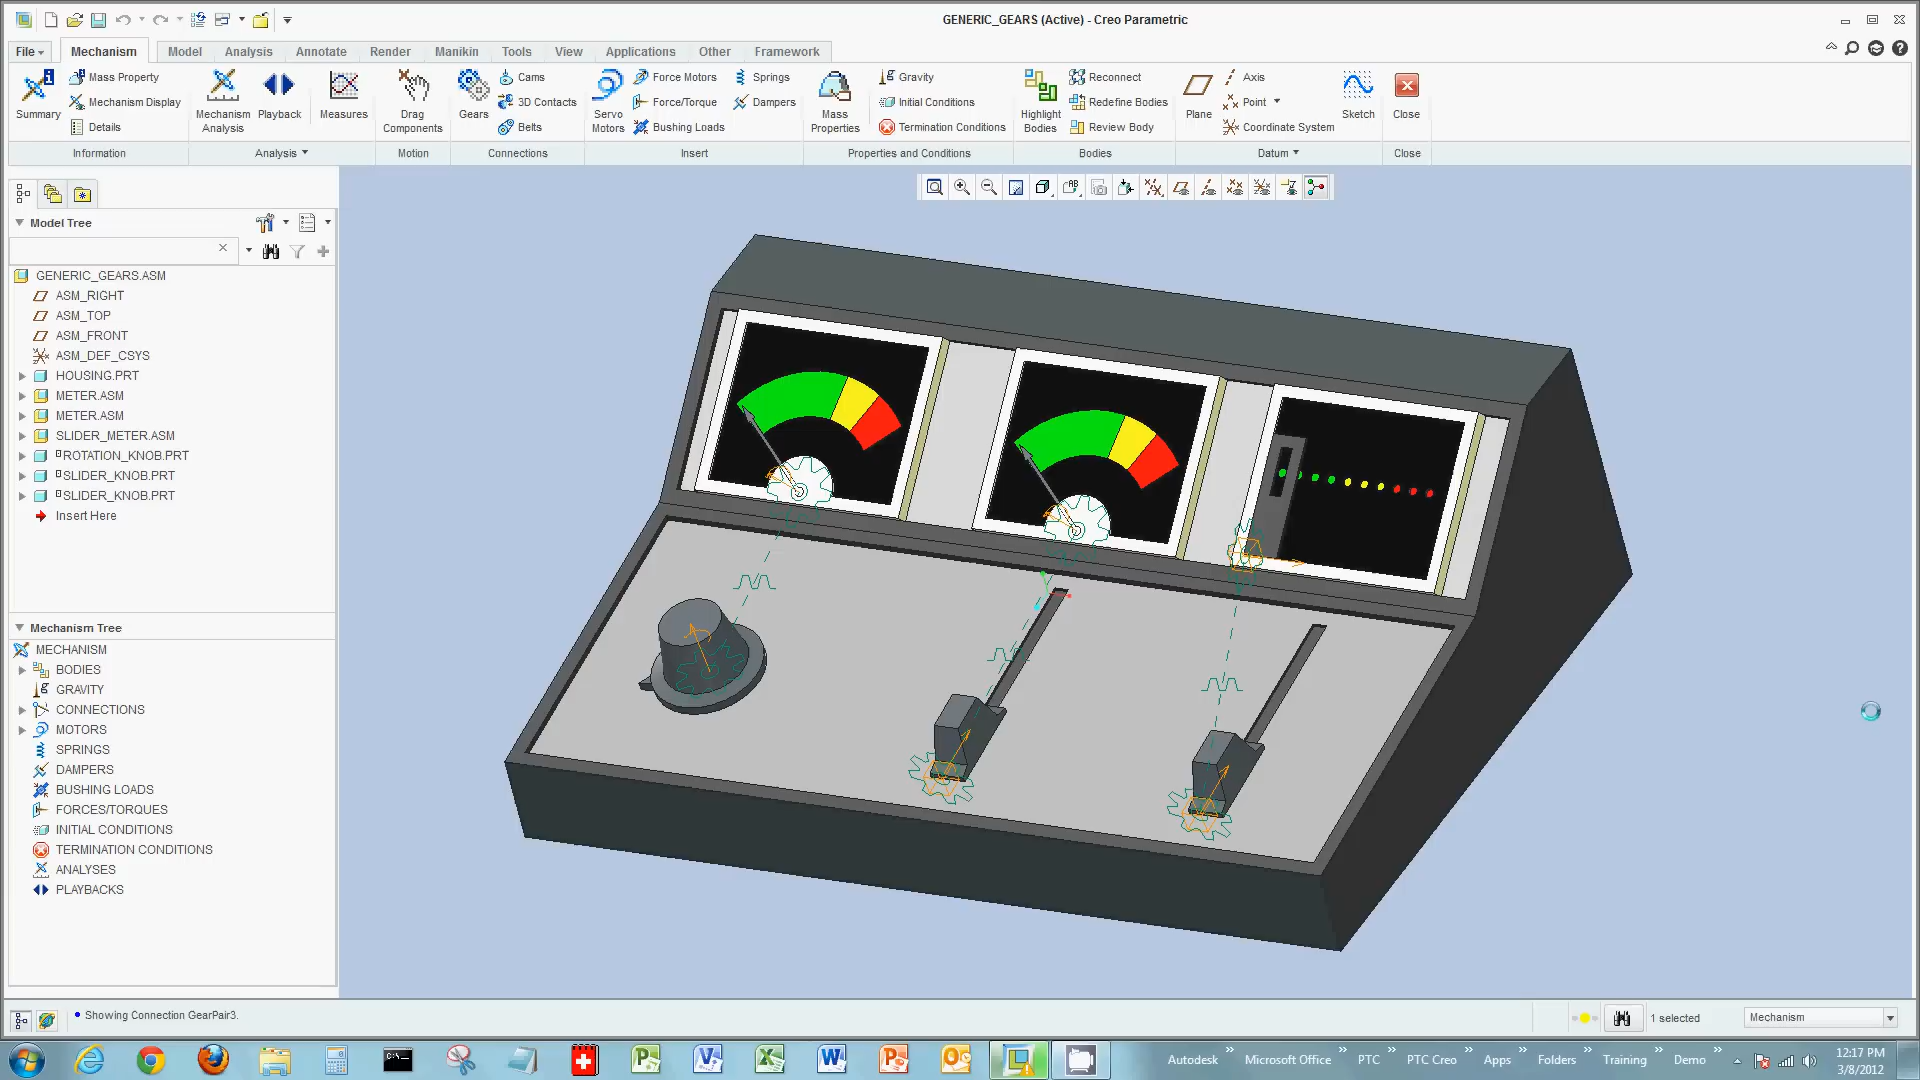 GENERIC_GEARS (Active) - Creo Parametric
File
Mechanism
Model
Analysis
Annotate
Render
Manikin
Tools
View
Applications
Other
Framework
Summary
Mass Property
Mechanism Display
Details
Information
Mechanism
Analysis
Playback
Measures
Analysis
Drag
Components
Motion
Gears
Cams
3D Contacts
Belts
Connections
Servo
Motors
Force Motors
Force/Torque
Bushing Loads
Springs
Dampers
Insert
Mass
Properties
Gravity
Initial Conditions
Termination Conditions
Properties and Conditions
Highlight
Bodies
Reconnect
Redefine Bodies
Review Body
Bodies
Plane
Axis
Point
Coordinate System
Sketch
Datum
Close
Close
Model Tree
GENERIC_GEARS.ASM
ASM_RIGHT
ASM_TOP
ASM_FRONT
ASM_DEF_CSYS
HOUSING.PRT
METER.ASM
METER.ASM
SLIDER_METER.ASM
ROTATION_KNOB.PRT
SLIDER_KNOB.PRT
SLIDER_KNOB.PRT
Insert Here
Mechanism Tree
MECHANISM
BODIES
GRAVITY
CONNECTIONS
MOTORS
SPRINGS
DAMPERS
BUSHING LOADS
FORCES/TORQUES
INITIAL CONDITIONS
TERMINATION CONDITIONS
ANALYSES
PLAYBACKS
Showing Connection GearPair3.
1 selected
Mechanism
Autodesk
Microsoft Office
PTC
PTC Creo
Apps
Folders
Training
Demo
12:17 PM
3/8/2012